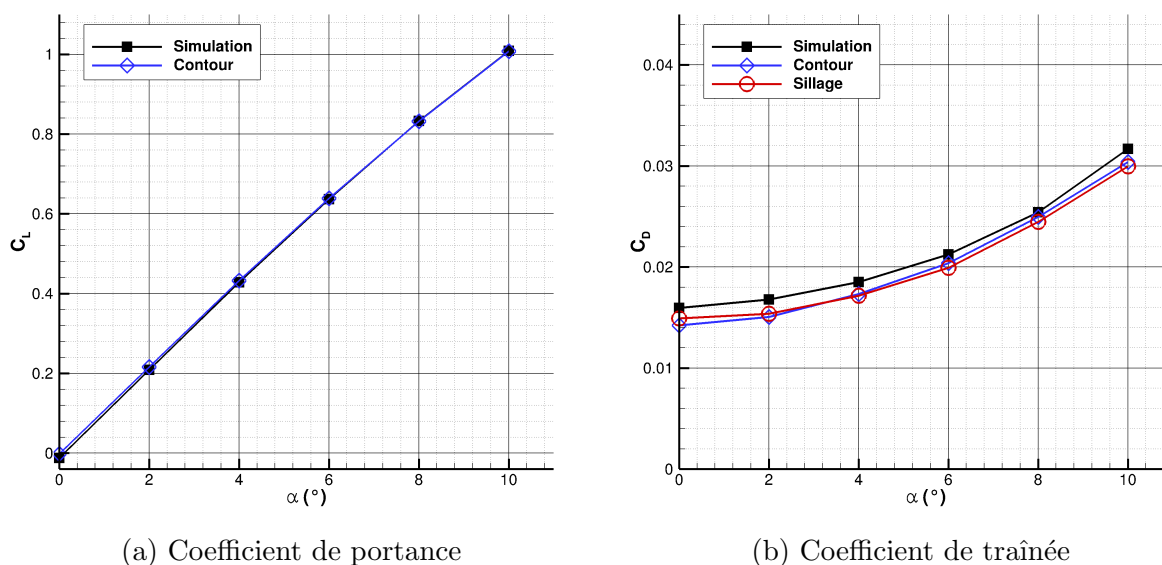 Simulation
Contour
1
0.8
0.6
0.4
0.2
0
C_L
0 2 4 6 8 10
α (°)
(a) Coefficient de portance
Simulation
Contour
Sillage
0.04
0.03
0.02
0.01
0
C_D
0 2 4 6 8 10
α (°)
(b) Coefficient de traînée